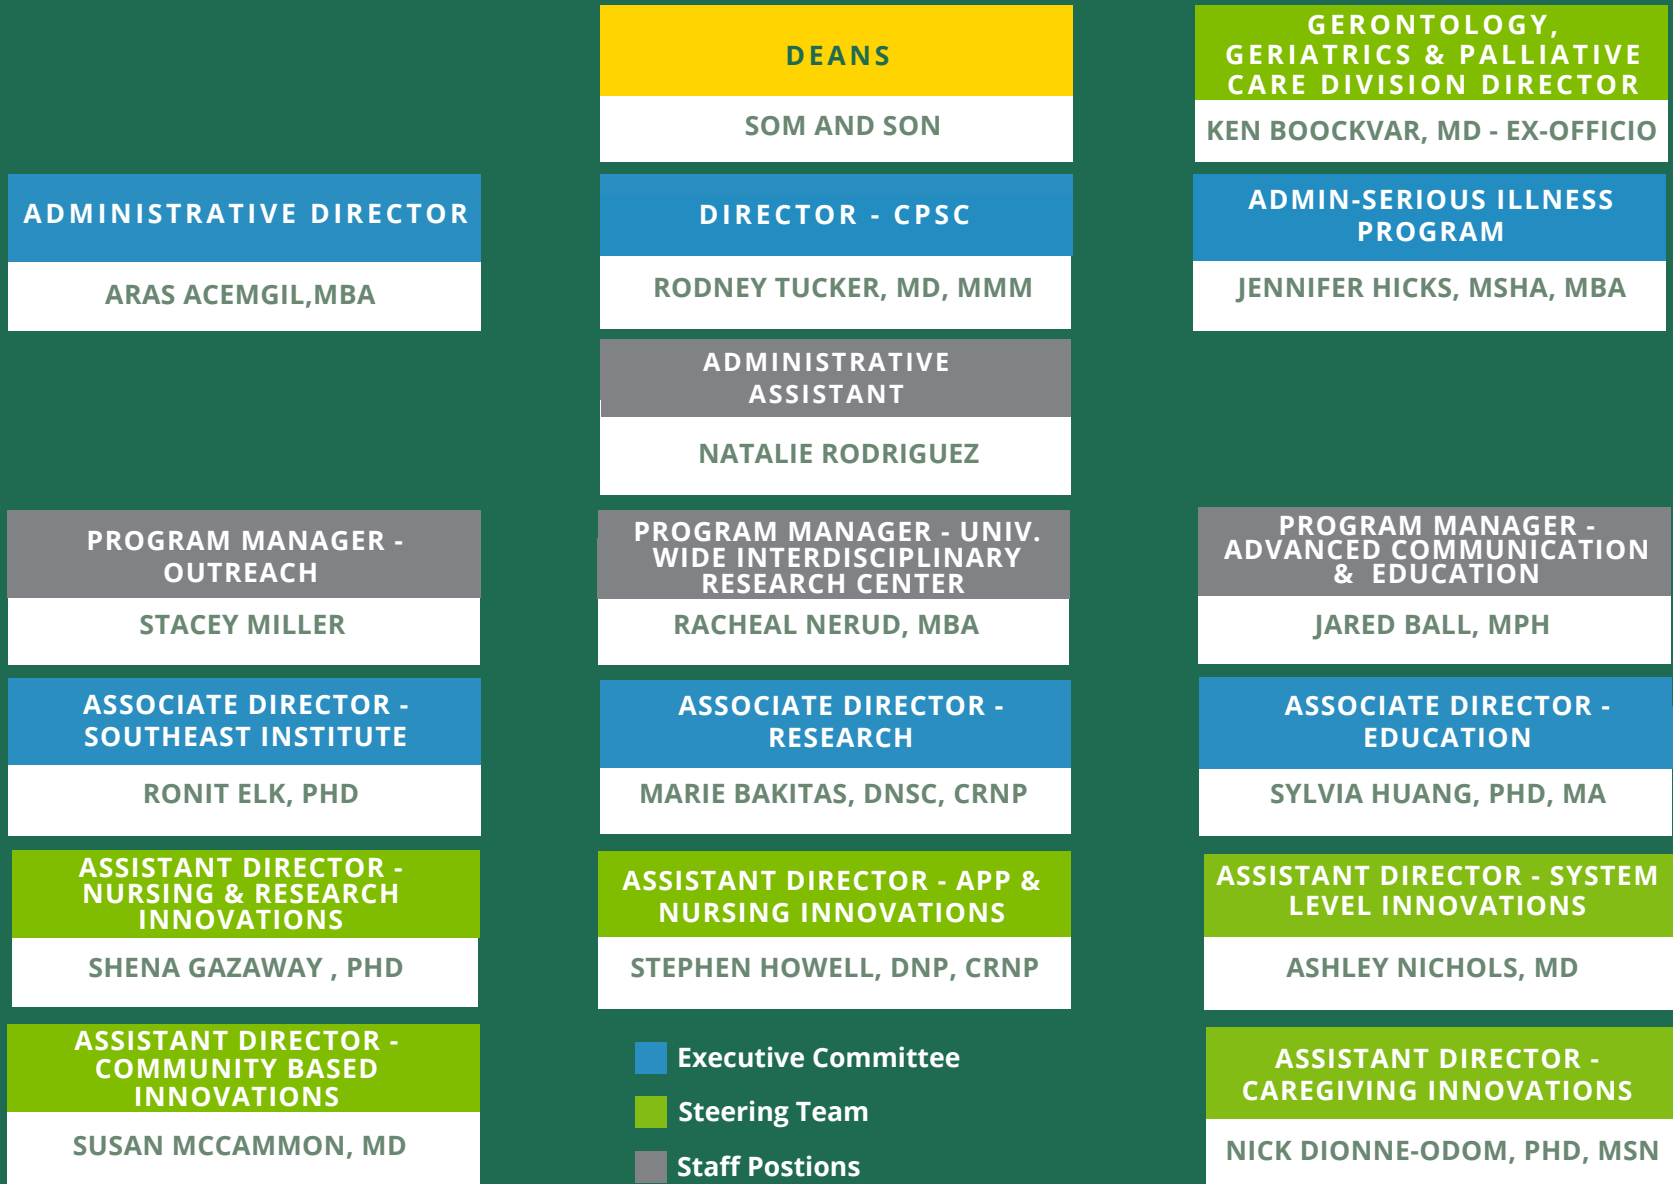 DEANS
SOM AND SON
GERONTOLOGY,
GERIATRICS & PALLIATIVE
CARE DIVISION DIRECTOR
KEN BOOCKVAR, MD - EX-OFFICIO
ADMINISTRATIVE DIRECTOR
ARAS ACEMGIL,MBA
DIRECTOR - CPSC
RODNEY TUCKER, MD, MMM
ADMIN-SERIOUS ILLNESS
PROGRAM
JENNIFER HICKS, MSHA, MBA
ADMINISTRATIVE
ASSISTANT
NATALIE RODRIGUEZ
PROGRAM MANAGER -
OUTREACH
STACEY MILLER
PROGRAM MANAGER - UNIV.
WIDE INTERDISCIPLINARY
RESEARCH CENTER
RACHEAL NERUD, MBA
PROGRAM MANAGER -
ADVANCED COMMUNICATION
& EDUCATION
JARED BALL, MPH
ASSOCIATE DIRECTOR -
SOUTHEAST INSTITUTE
RONIT ELK, PHD
ASSOCIATE DIRECTOR -
RESEARCH
MARIE BAKITAS, DNSC, CRNP
ASSOCIATE DIRECTOR -
EDUCATION
SYLVIA HUANG, PHD, MA
ASSISTANT DIRECTOR -
NURSING & RESEARCH
INNOVATIONS
SHENA GAZAWAY , PHD
ASSISTANT DIRECTOR - APP &
NURSING INNOVATIONS
STEPHEN HOWELL, DNP, CRNP
ASSISTANT DIRECTOR - SYSTEM
LEVEL INNOVATIONS
ASHLEY NICHOLS, MD
ASSISTANT DIRECTOR -
COMMUNITY BASED
INNOVATIONS
SUSAN MCCAMMON, MD
Executive Committee
Steering Team
Staff Postions
ASSISTANT DIRECTOR -
CAREGIVING INNOVATIONS
NICK DIONNE-ODOM, PHD, MSN